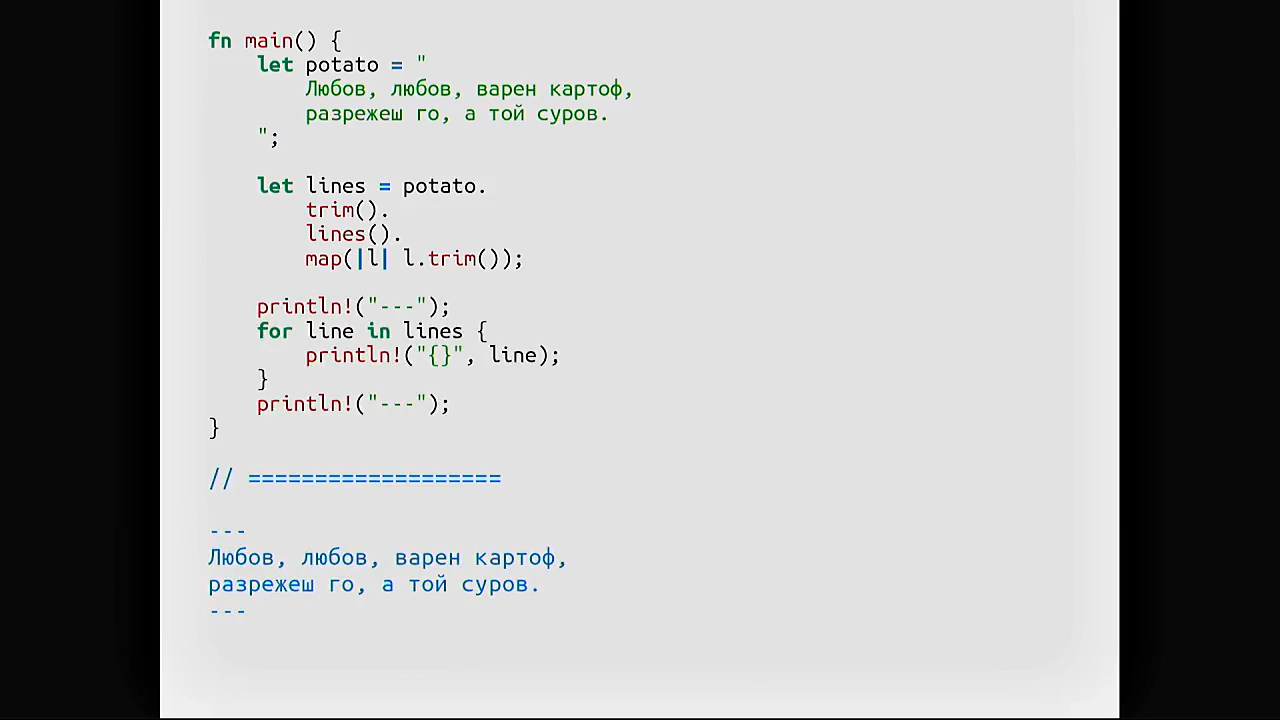 fn main() {
    let potato = "
        Любов, любов, варен картоф,
        разрежеш го, а той суров.
    ";

    let lines = potato.
        trim().
        lines().
        map(|l| l.trim());

    println!("---");
    for line in lines {
        println!("{}", line);
    }
    println!("---");
}

// ===================

---
Любов, любов, варен картоф,
разрежеш го, а той суров.
---